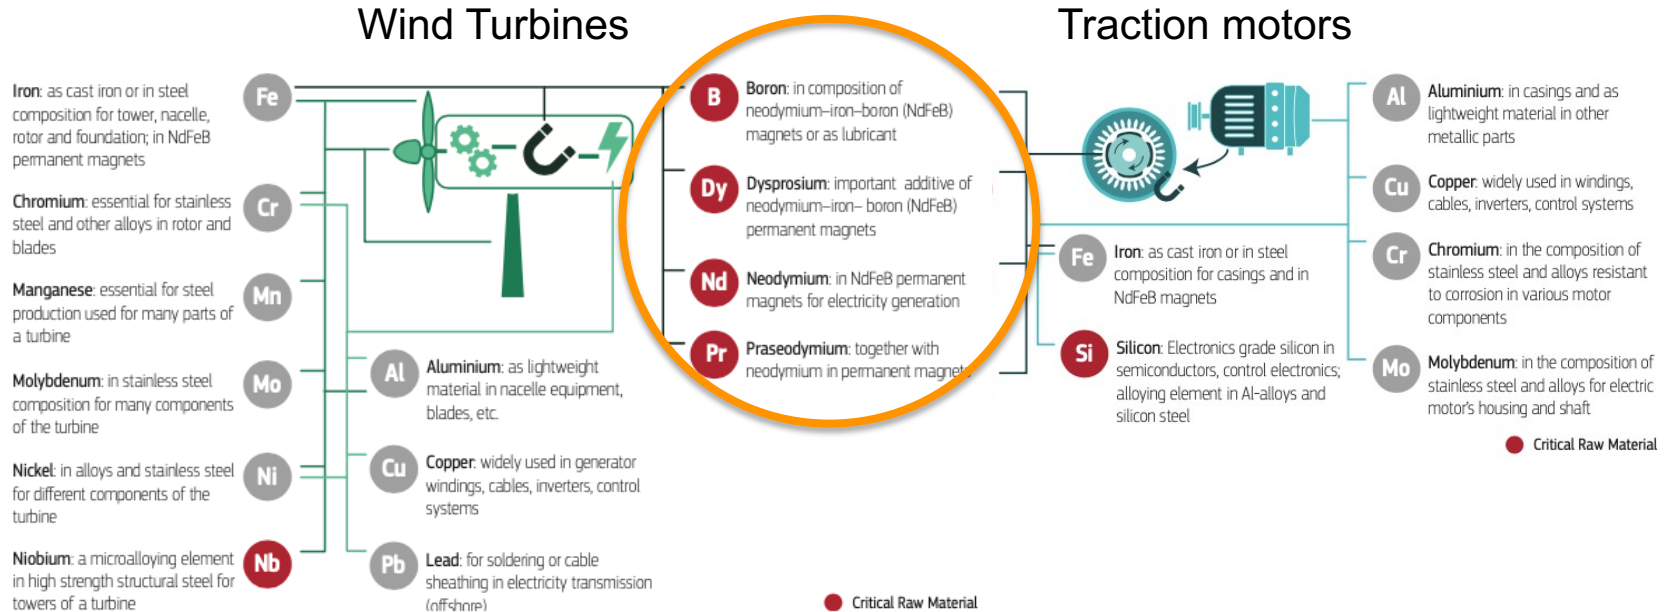 Wind Turbines
Traction motors
Fe
Iron: as cast iron or in steel
composition for tower, nacelle,
rotor and foundation; in NdFeB
permanent magnets
Cr
Chromium: essential for stainless
steel and other alloys in rotor and
blades
Mn
Manganese: essential for steel
production used for many parts of
a turbine
Mo
Molybdenum: in stainless steel
composition for many components
of the turbine
Ni
Nickel: in alloys and stainless steel
for different components of the
turbine
Nb
Niobium: a microalloying element
in high strength structural steel for
towers of a turbine
Al
Aluminium: as lightweight
material in nacelle equipment,
blades, etc.
Cu
Copper: widely used in generator
windings, cables, inverters, control
systems
Pb
Lead: for soldering or cable
sheathing in electricity transmission
(offshore)
B
Boron: in composition of
neodymium–iron–boron (NdFeB)
magnets or as lubricant
Dy
Dysprosium: important additive of
neodymium–iron– boron (NdFeB)
permanent magnets
Nd
Neodymium: in NdFeB permanent
magnets for electricity generation
Pr
Praseodymium: together with
neodymium in permanent magnets
Critical Raw Material
Fe
Iron: as cast iron or in steel
composition for casings and in
NdFeB magnets
Si
Silicon: Electronics grade silicon in
semiconductors, control electronics;
alloying element in Al-alloys and
silicon steel
Al
Aluminium: in casings and as
lightweight material in other
metallic parts
Cu
Copper: widely used in windings,
cables, inverters, control systems
Cr
Chromium: in the composition of
stainless steel and alloys resistant
to corrosion in various motor
components
Mo
Molybdenum: in the composition of
stainless steel and alloys for electric
motor's housing and shaft
Critical Raw Material